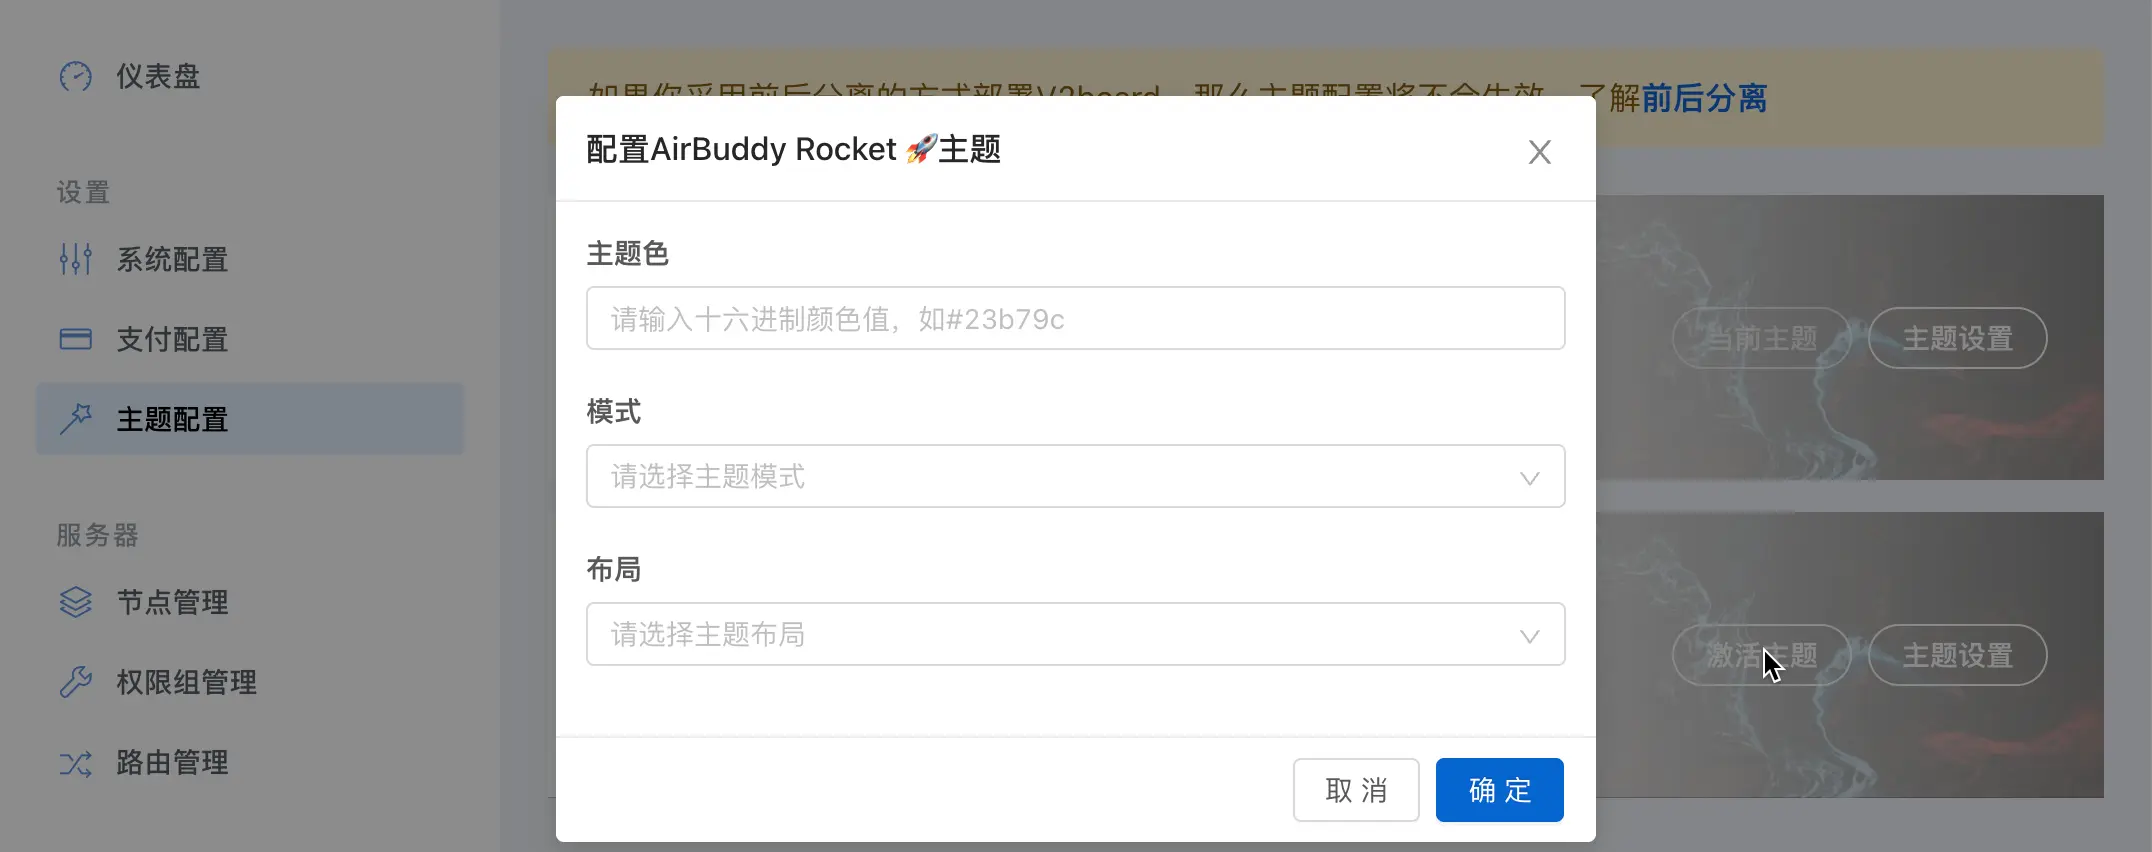 仪表盘
设置
系统配置
支付配置
主题配置
服务器
节点管理
权限组管理
路由管理
如果你采用前后分离的方式部署V2board，那么主题配置将不会生效。了解前后分离
配置AirBuddy Rocket 🚀主题
主题色
请输入十六进制颜色值，如#23b79c
模式
请选择主题模式
布局
请选择主题布局
取 消
确 定
当前主题
主题设置
激活主题
主题设置